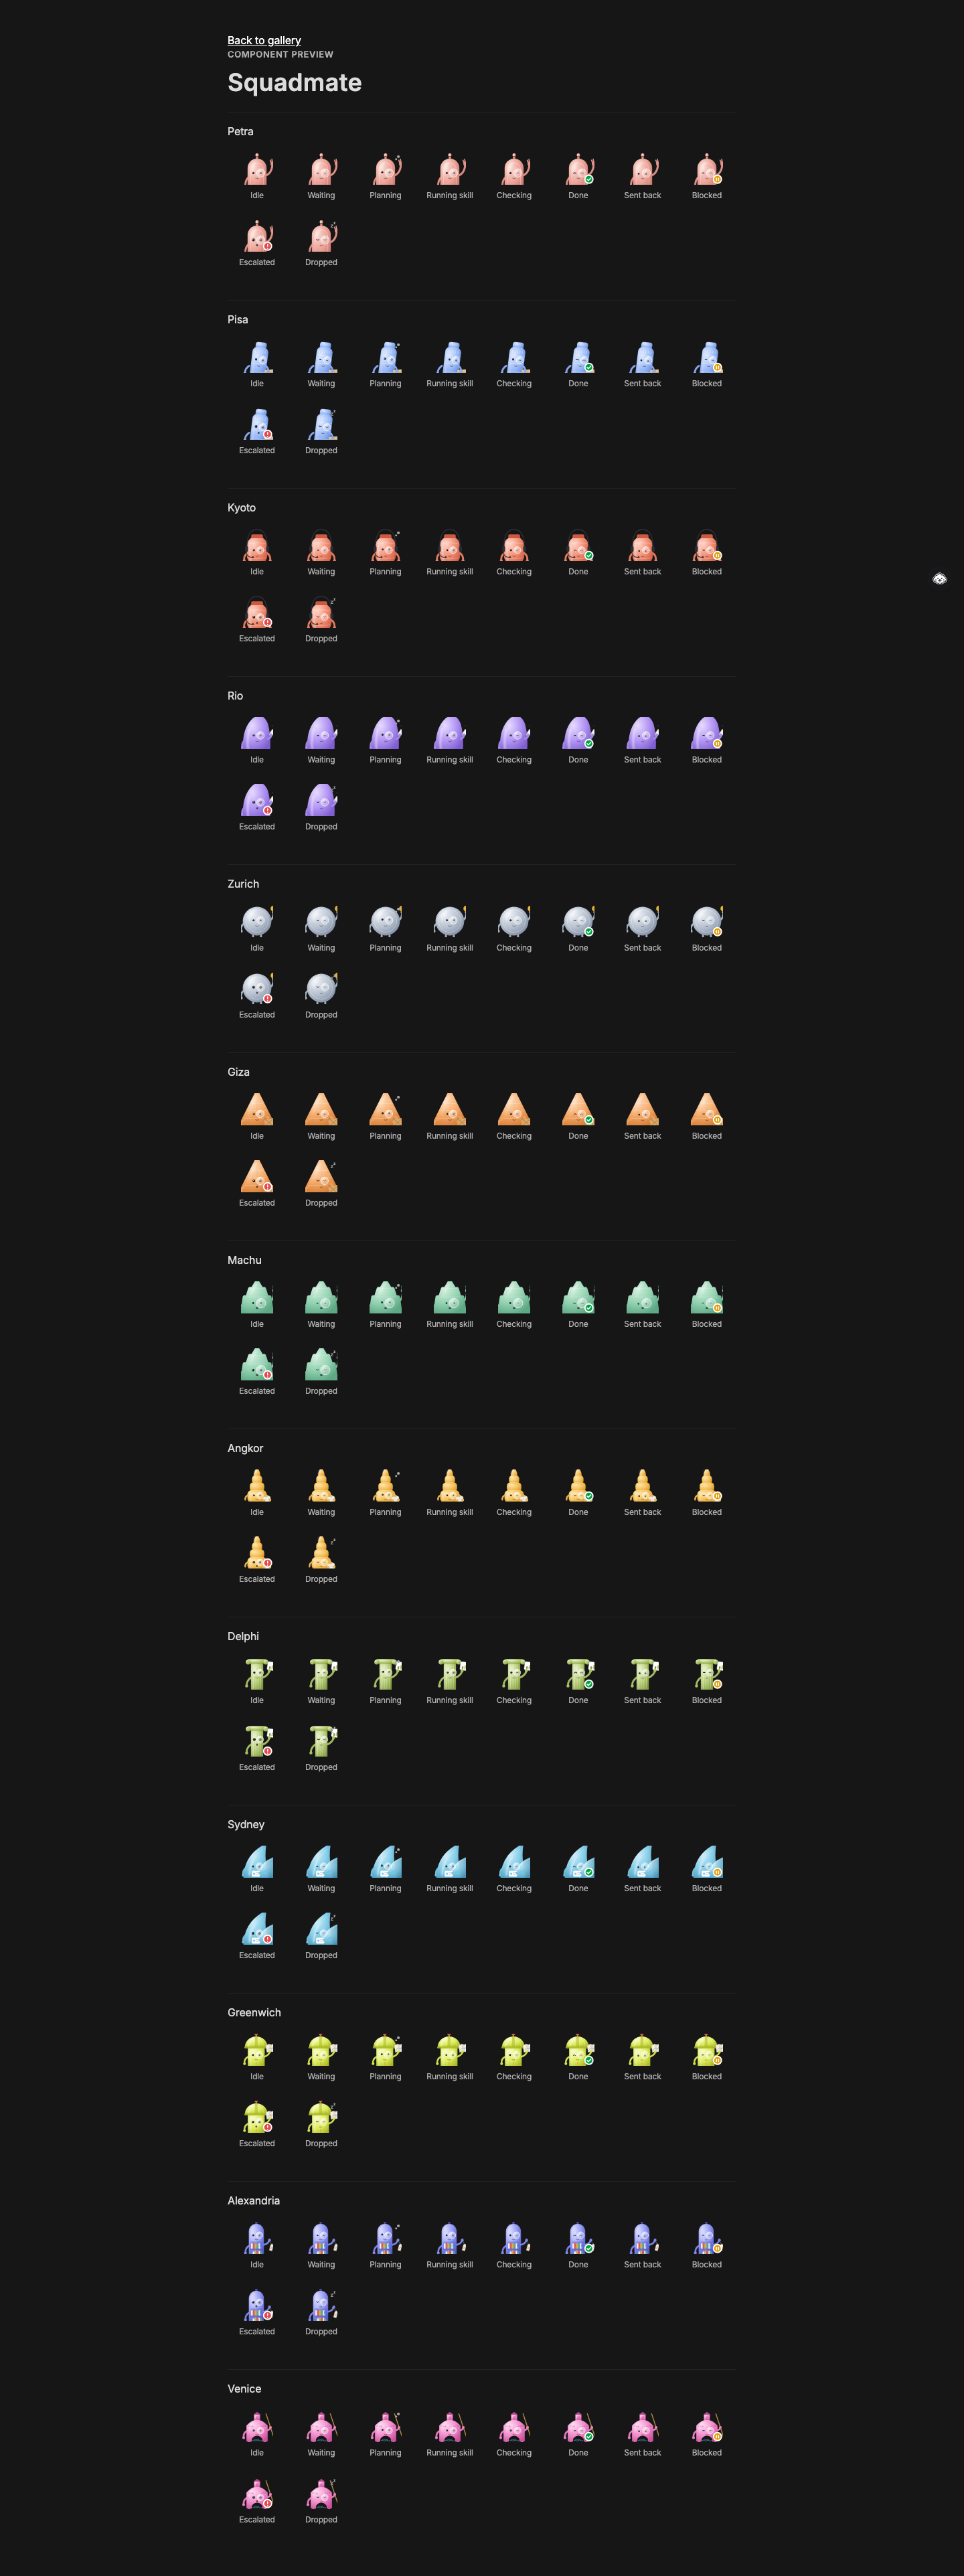 Back to gallery
COMPONENT PREVIEW
Squadmate
Petra
Idle Waiting Planning Running skill Checking Done Sent back Blocked
Escalated Dropped
Pisa
Idle Waiting Planning Running skill Checking Done Sent back Blocked
Escalated Dropped
Kyoto
Idle Waiting Planning Running skill Checking Done Sent back Blocked
Escalated Dropped
Rio
Idle Waiting Planning Running skill Checking Done Sent back Blocked
Escalated Dropped
Zurich
Idle Waiting Planning Running skill Checking Done Sent back Blocked
Escalated Dropped
Giza
Idle Waiting Planning Running skill Checking Done Sent back Blocked
Escalated Dropped
Machu
Idle Waiting Planning Running skill Checking Done Sent back Blocked
Escalated Dropped
Angkor
Idle Waiting Planning Running skill Checking Done Sent back Blocked
Escalated Dropped
Delphi
Idle Waiting Planning Running skill Checking Done Sent back Blocked
Escalated Dropped
Sydney
Idle Waiting Planning Running skill Checking Done Sent back Blocked
Escalated Dropped
Greenwich
Idle Waiting Planning Running skill Checking Done Sent back Blocked
Escalated Dropped
Alexandria
Idle Waiting Planning Running skill Checking Done Sent back Blocked
Escalated Dropped
Venice
Idle Waiting Planning Running skill Checking Done Sent back Blocked
Escalated Dropped